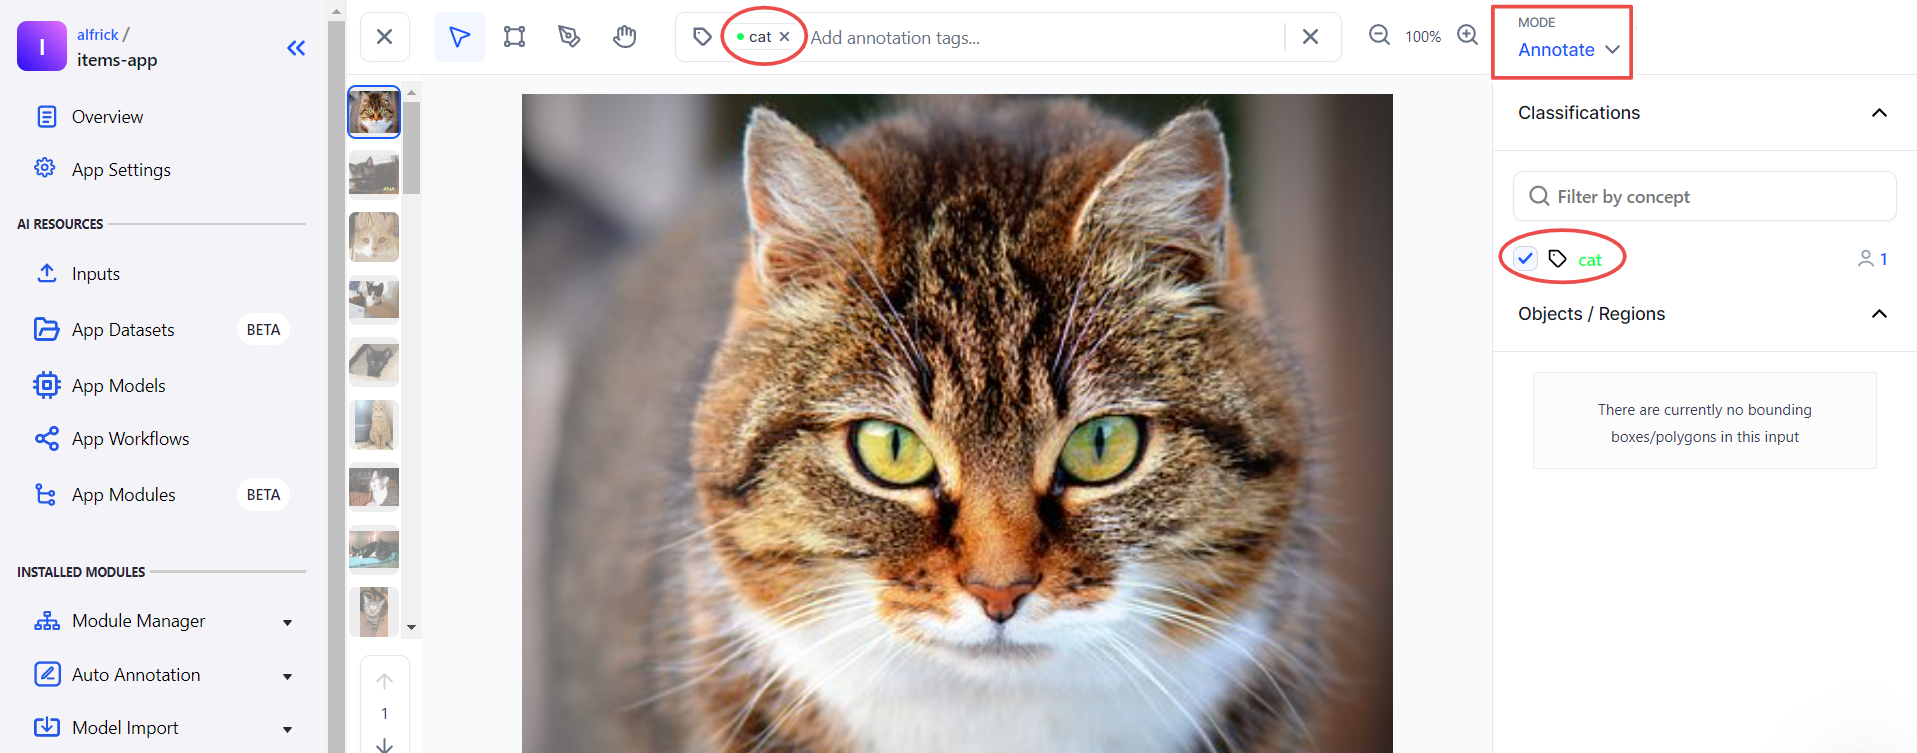 I
alfrick /
items-app
Overview
App Settings
AI RESOURCES
Inputs
App Datasets BETA
App Models
App Workflows
App Modules BETA
INSTALLED MODULES
Module Manager
Auto Annotation
Model Import
cat Add annotation tags...
100%
1
MODE
Annotate
Classifications
Filter by concept
cat 1
Objects / Regions
There are currently no bounding
boxes/polygons in this input